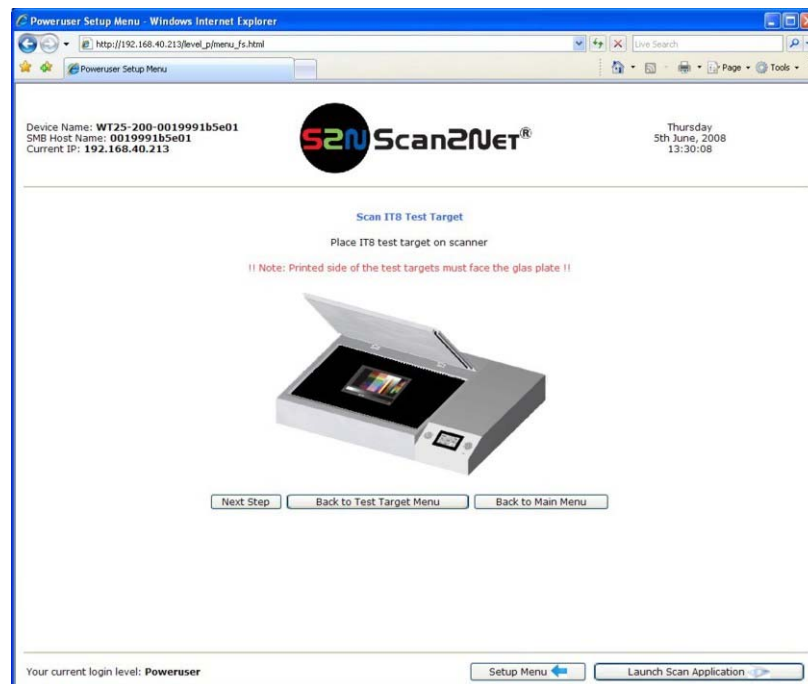 Poweruser Setup Menu - Windows Internet Explorer
http://192.168.40.213/level_p/menu_fs.html
Live Search
Poweruser Setup Menu
Page
Tools
Device Name: WT25-200-0019991b5e01
SMB Host Name: 0019991b5e01
Current IP: 192.168.40.213
S2N Scan2Net®
Thursday
5th June, 2008
13:30:08
Scan IT8 Test Target
Place IT8 test target on scanner
!! Note: Printed side of the test targets must face the glas plate !!
Next Step
Back to Test Target Menu
Back to Main Menu
Your current login level: Poweruser
Setup Menu
Launch Scan Application